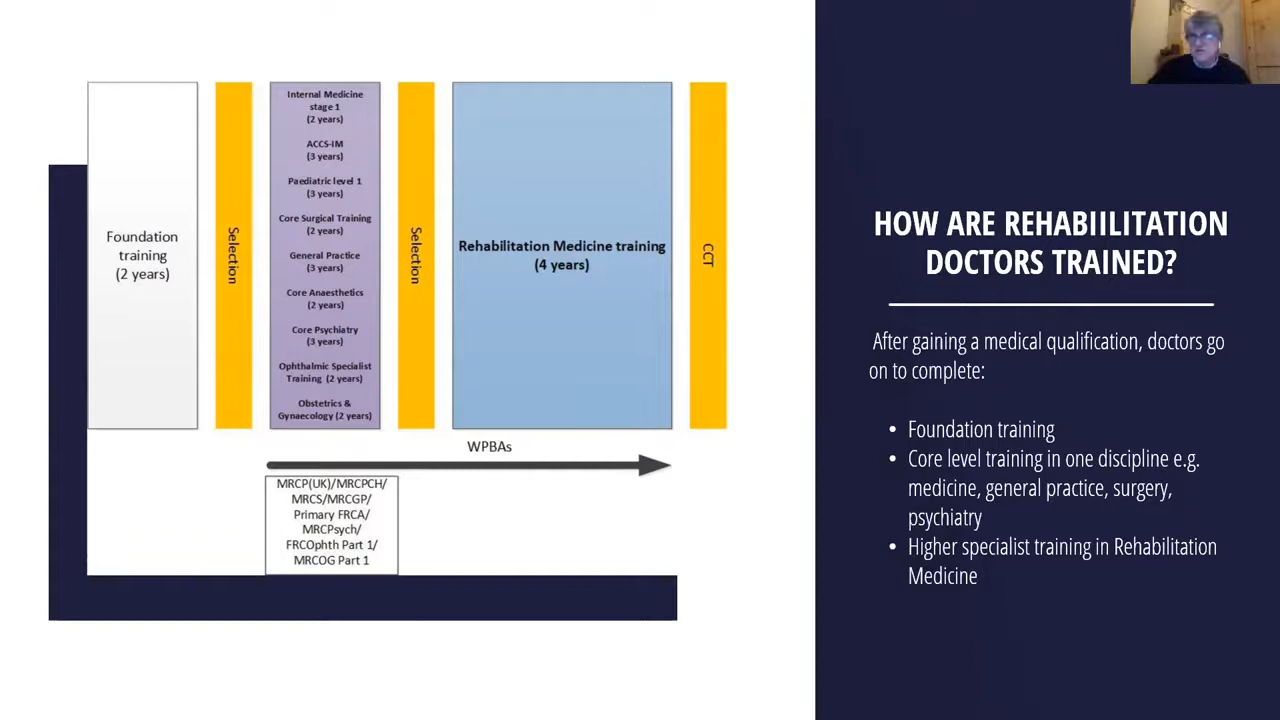 Foundation
training
(2 years)
Selection
Internal Medicine
stage 1
(2 years)
ACCS-IM
(3 years)
Paediatric level 1
(3 years)
Core Surgical Training
(2 years)
General Practice
(3 years)
Core Anaesthetics
(2 years)
Core Psychiatry
(3 years)
Ophthalmic Specialist
Training (2 years)
Obstetrics &
Gynaecology (2 years)
Selection
Rehabilitation Medicine training
(4 years)
CCT
WPBAs
MRCP(UK)/MRCPCH/
MRCS/MRCGP/
Primary FRCA/
MRCPsych/
FRCOphth Part 1/
MRCOG Part 1
HOW ARE REHABIILITATION
DOCTORS TRAINED?
After gaining a medical qualification, doctors go
on to complete:
• Foundation training
• Core level training in one discipline e.g.
medicine, general practice, surgery,
psychiatry
• Higher specialist training in Rehabilitation
Medicine